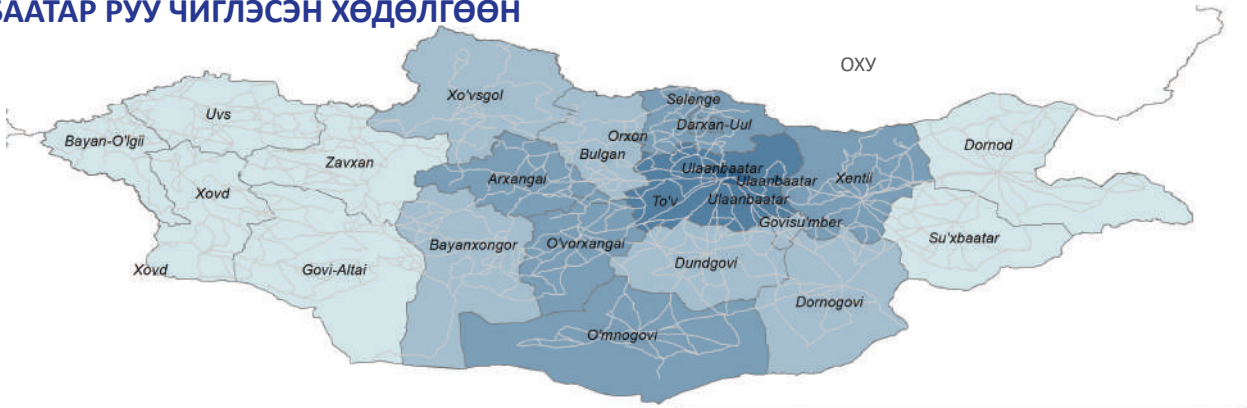 БААТАР РУУ ЧИГЛЭСЭН ХӨДӨЛГӨӨН
ОХУ
Xo'vsgol
Selenge
Uvs
Darxan-Uul
Orxon
Bayan-O'lgii
Dornod
Bulgan
Zavxan
Ulaanbaatar
Arxangai
Ulaanbaatar
Xentii
Xovd
To'v
Ulaanbaatar
Govisu'mber
Su'xbaatar
Bayanxongor
O'vorxangai
Dundgovi
Xovd
Govi-Altai
Dornogovi
O'mnogovi